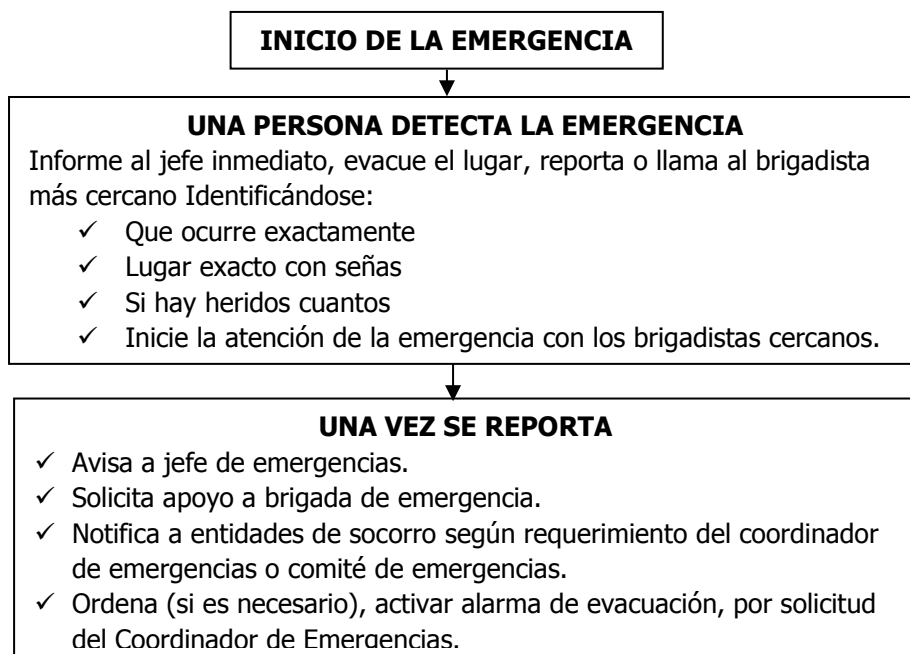 INICIO DE LA EMERGENCIA
UNA PERSONA DETECTA LA EMERGENCIA
Informe al jefe inmediato, evacue el lugar, reporta o llama al brigadista
más cercano Identificándose:
✓ Que ocurre exactamente
✓ Lugar exacto con señas
✓ Si hay heridos cuantos
✓ Inicie la atención de la emergencia con los brigadistas cercanos.
UNA VEZ SE REPORTA
✓ Avisa a jefe de emergencias.
✓ Solicita apoyo a brigada de emergencia.
✓ Notifica a entidades de socorro según requerimiento del coordinador
de emergencias o comité de emergencias.
✓ Ordena (si es necesario), activar alarma de evacuación, por solicitud
del Coordinador de Emergencias.